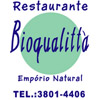 Restaurante
Bioqualittà
Empório Natural
TEL.:3801-4406